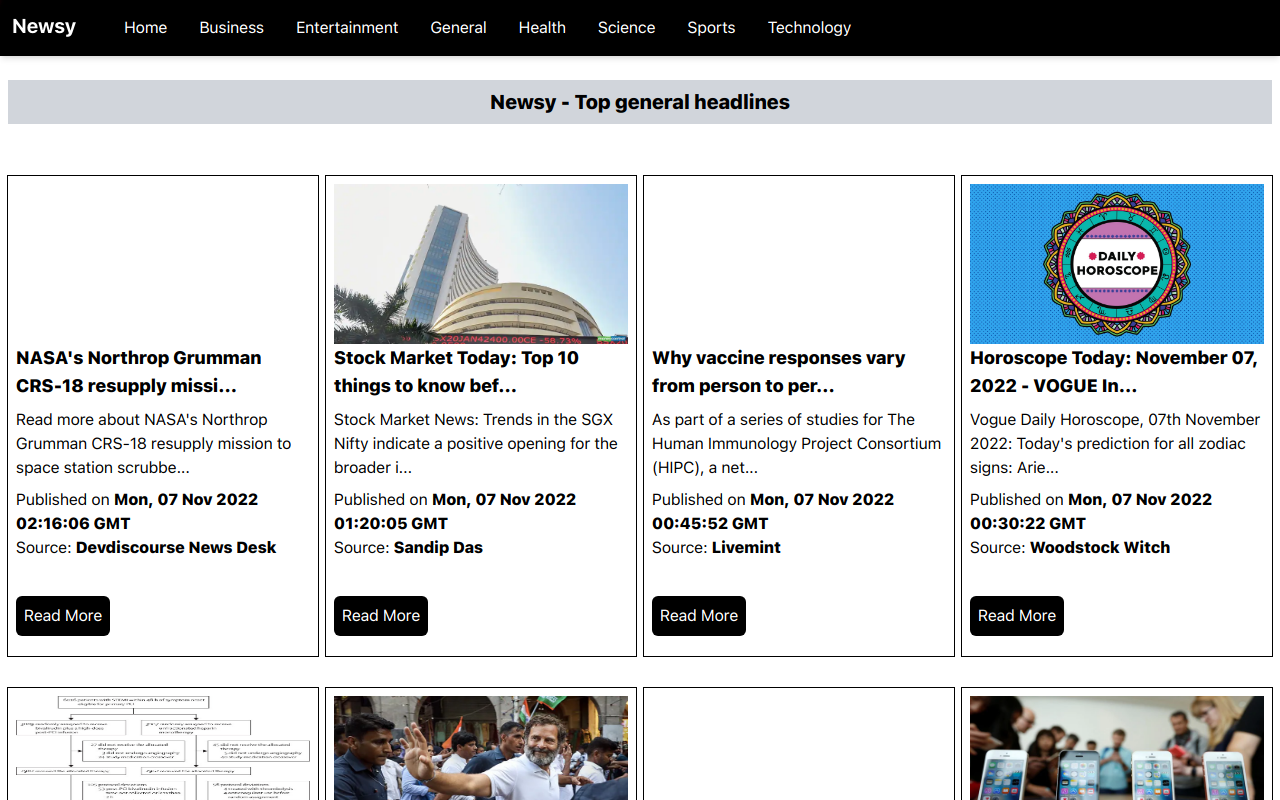 Newsy
Home
Business
Entertainment
General
Health
Science
Sports
Technology
Newsy - Top general headlines
NASA's Northrop Grumman
CRS-18 resupply missi...
Read more about NASA's Northrop
Grumman CRS-18 resupply mission to
space station scrubbe...
Published on Mon, 07 Nov 2022
02:16:06 GMT
Source: Devdiscourse News Desk
Read More
Stock Market Today: Top 10
things to know bef...
Stock Market News: Trends in the SGX
Nifty indicate a positive opening for the
broader i...
Published on Mon, 07 Nov 2022
01:20:05 GMT
Source: Sandip Das
Read More
Why vaccine responses vary
from person to per...
As part of a series of studies for The
Human Immunology Project Consortium
(HIPC), a net...
Published on Mon, 07 Nov 2022
00:45:52 GMT
Source: Livemint
Read More
DAILY
HOROSCOPE
Horoscope Today: November 07,
2022 - VOGUE In...
Vogue Daily Horoscope, 07th November
2022: Today's prediction for all zodiac
signs: Arie...
Published on Mon, 07 Nov 2022
00:30:22 GMT
Source: Woodstock Witch
Read More